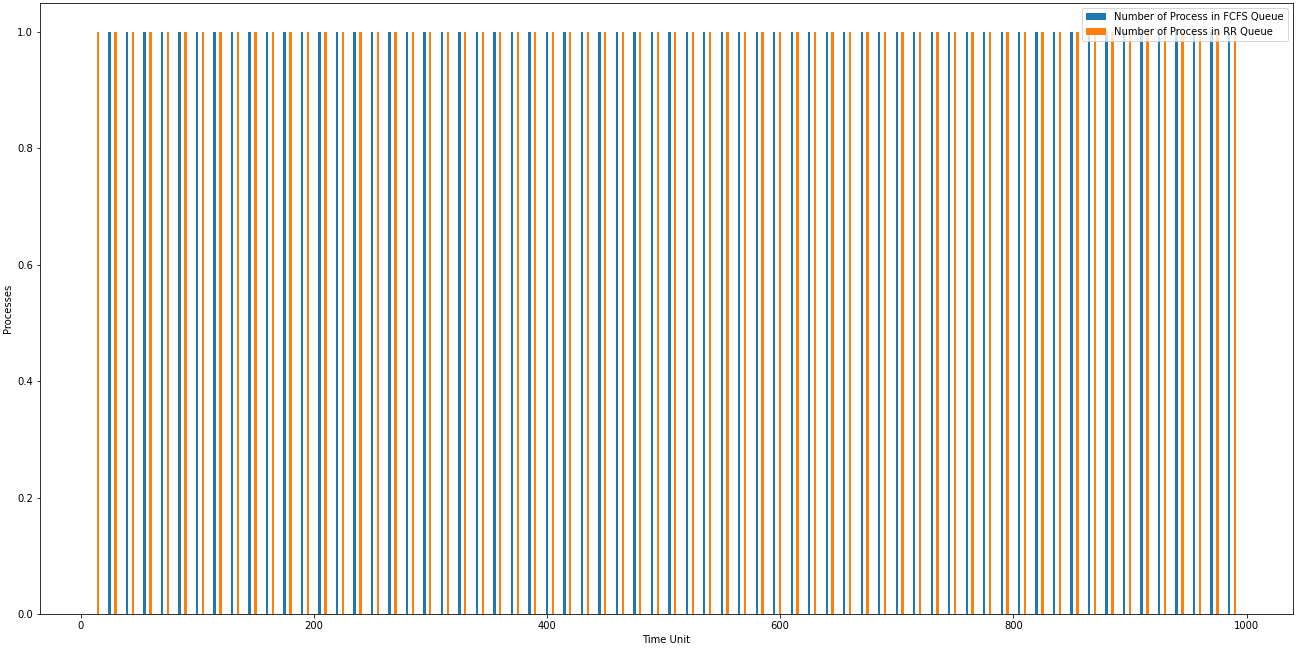 Number of Process in FCFS Queue
Number of Process in RR Queue
1.0
0.8
0.6
0.4
0.2
0.0
Processes
0 200 400 600 800 1000
Time Unit